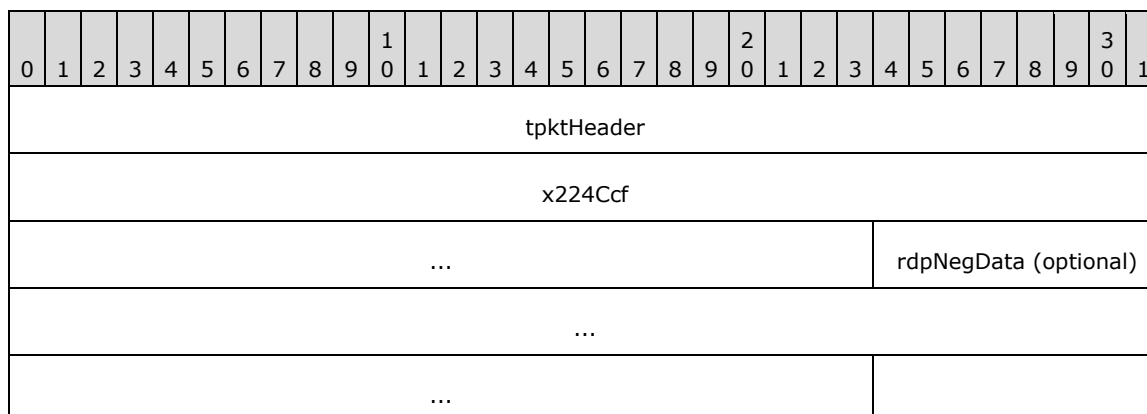 1 2 3
0 1 2 3 4 5 6 7 8 9 0 1 2 3 4 5 6 7 8 9 0 1 2 3 4 5 6 7 8 9 0 1
tpktHeader
x224Ccf
... rdpNegData (optional)
...
...